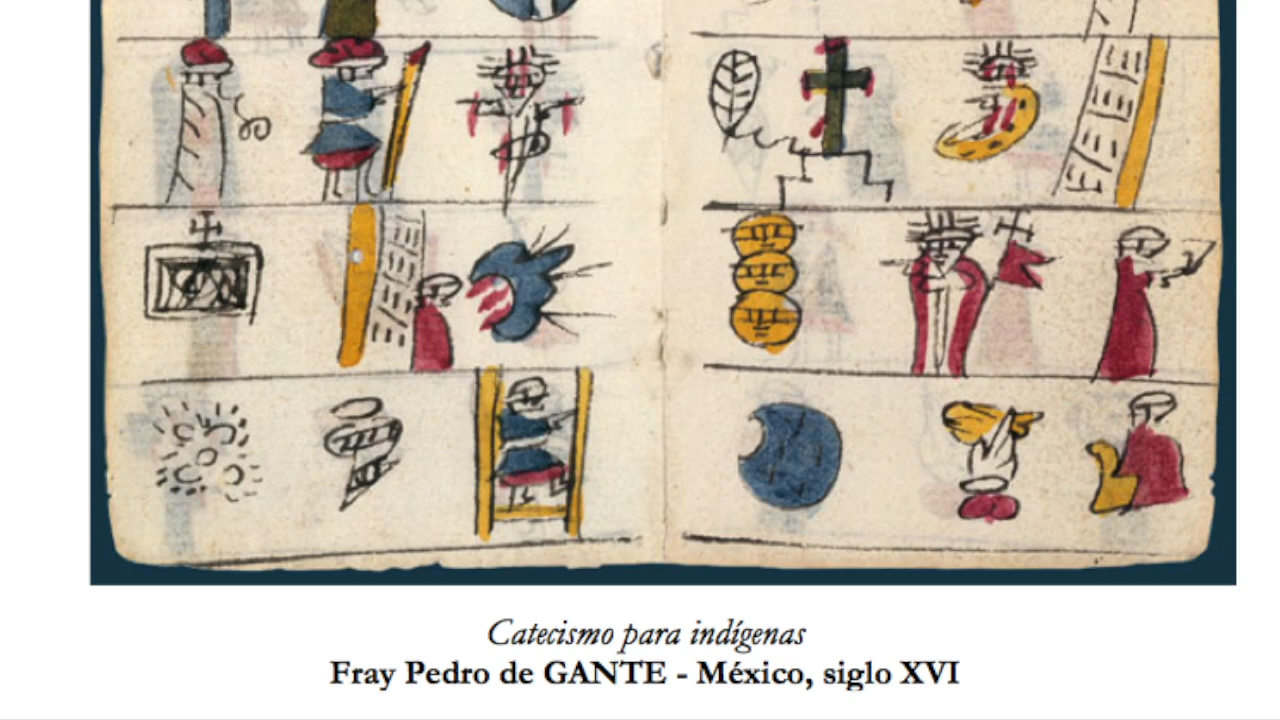 Catecismo para indígenas
Fray Pedro de GANTE - México, siglo XVI